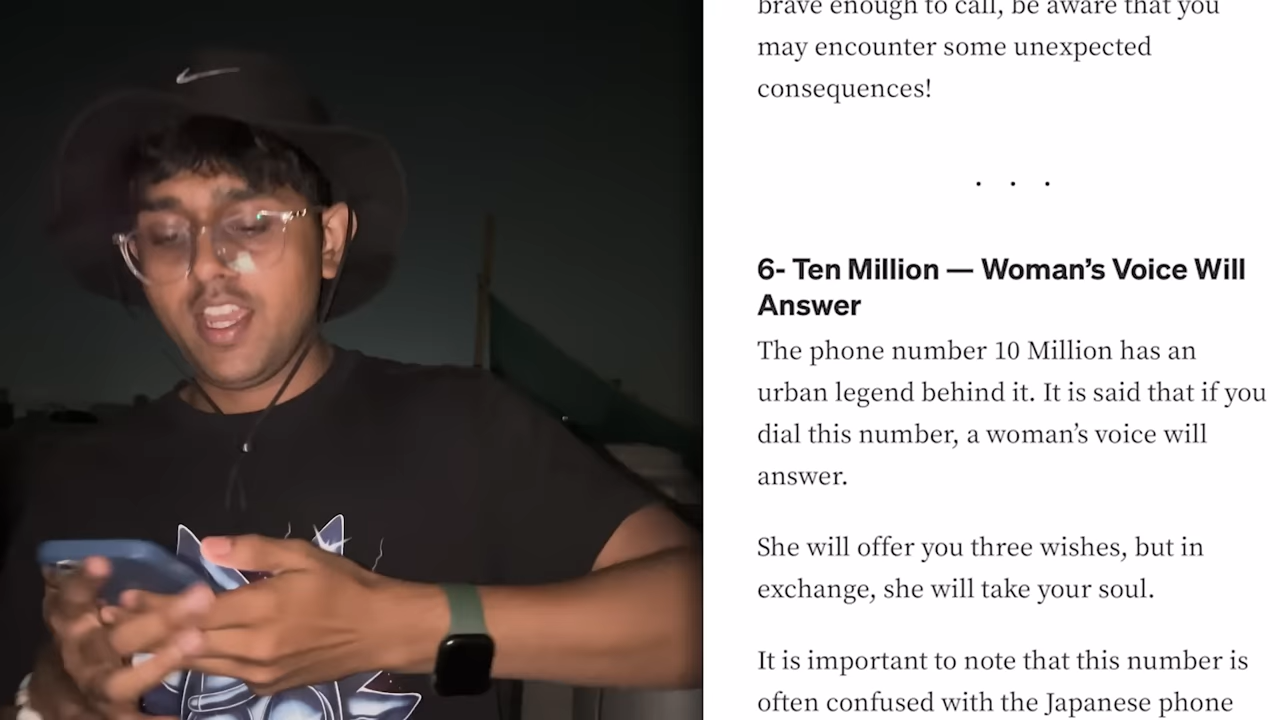 brave enough to call, be aware that you
may encounter some unexpected
consequences!
. . .
6- Ten Million — Woman’s Voice Will
Answer
The phone number 10 Million has an
urban legend behind it. It is said that if you
dial this number, a woman’s voice will
answer.
She will offer you three wishes, but in
exchange, she will take your soul.
It is important to note that this number is
often confused with the Japanese phone